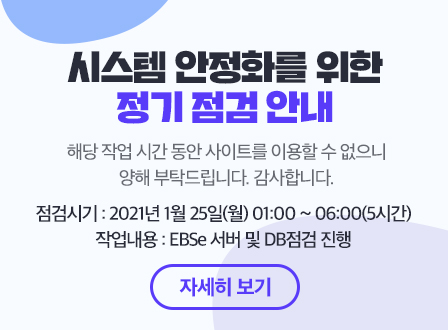 시스템 안정화를 위한
정기 점검 안내
해당 작업 시간 동안 사이트를 이용할 수 없으니
양해 부탁드립니다. 감사합니다.
점검시기 : 2021년 1월 25일(월) 01:00 ~ 06:00(5시간)
작업내용 : EBSe 서버 및 DB점검 진행
자세히 보기